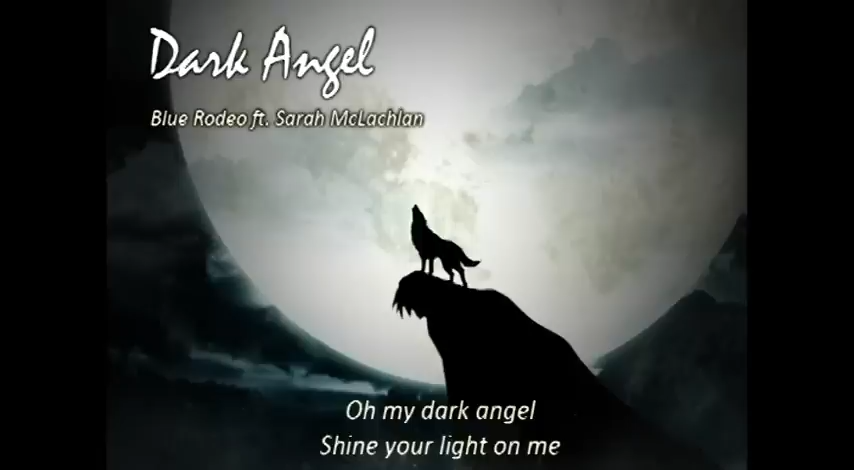 Dark Angel
Blue Rodeo ft. Sarah McLachlan
Oh my dark angel
Shine your light on me